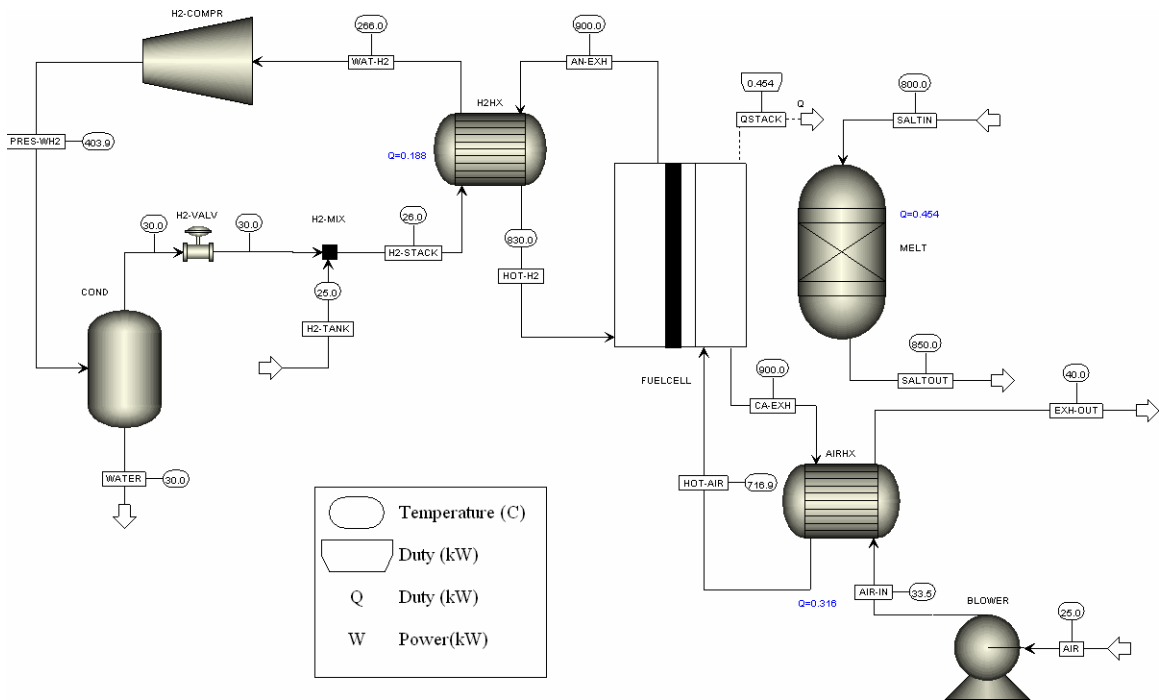 H2-COMPR
266.0
WAT-H2
900.0
AN-EXH
H2HX
Q=0.188
0.454
QSTACK
Q
800.0
SALTIN
PRES-WH2
403.9
Q=0.454
MELT
30.0
H2-VALV
30.0
H2-MIX
26.0
H2-STACK
830.0
HOT-H2
COND
25.0
H2-TANK
FUELCELL
850.0
SALTOUT
900.0
CA-EXH
40.0
EXH-OUT
AIRHX
WATER
30.0
HOT-AIR
716.9
Temperature (C)
Duty (kW)
Q Duty (kW)
W Power(kW)
Q=0.316
AIR-IN
33.5
BLOWER
25.0
AIR